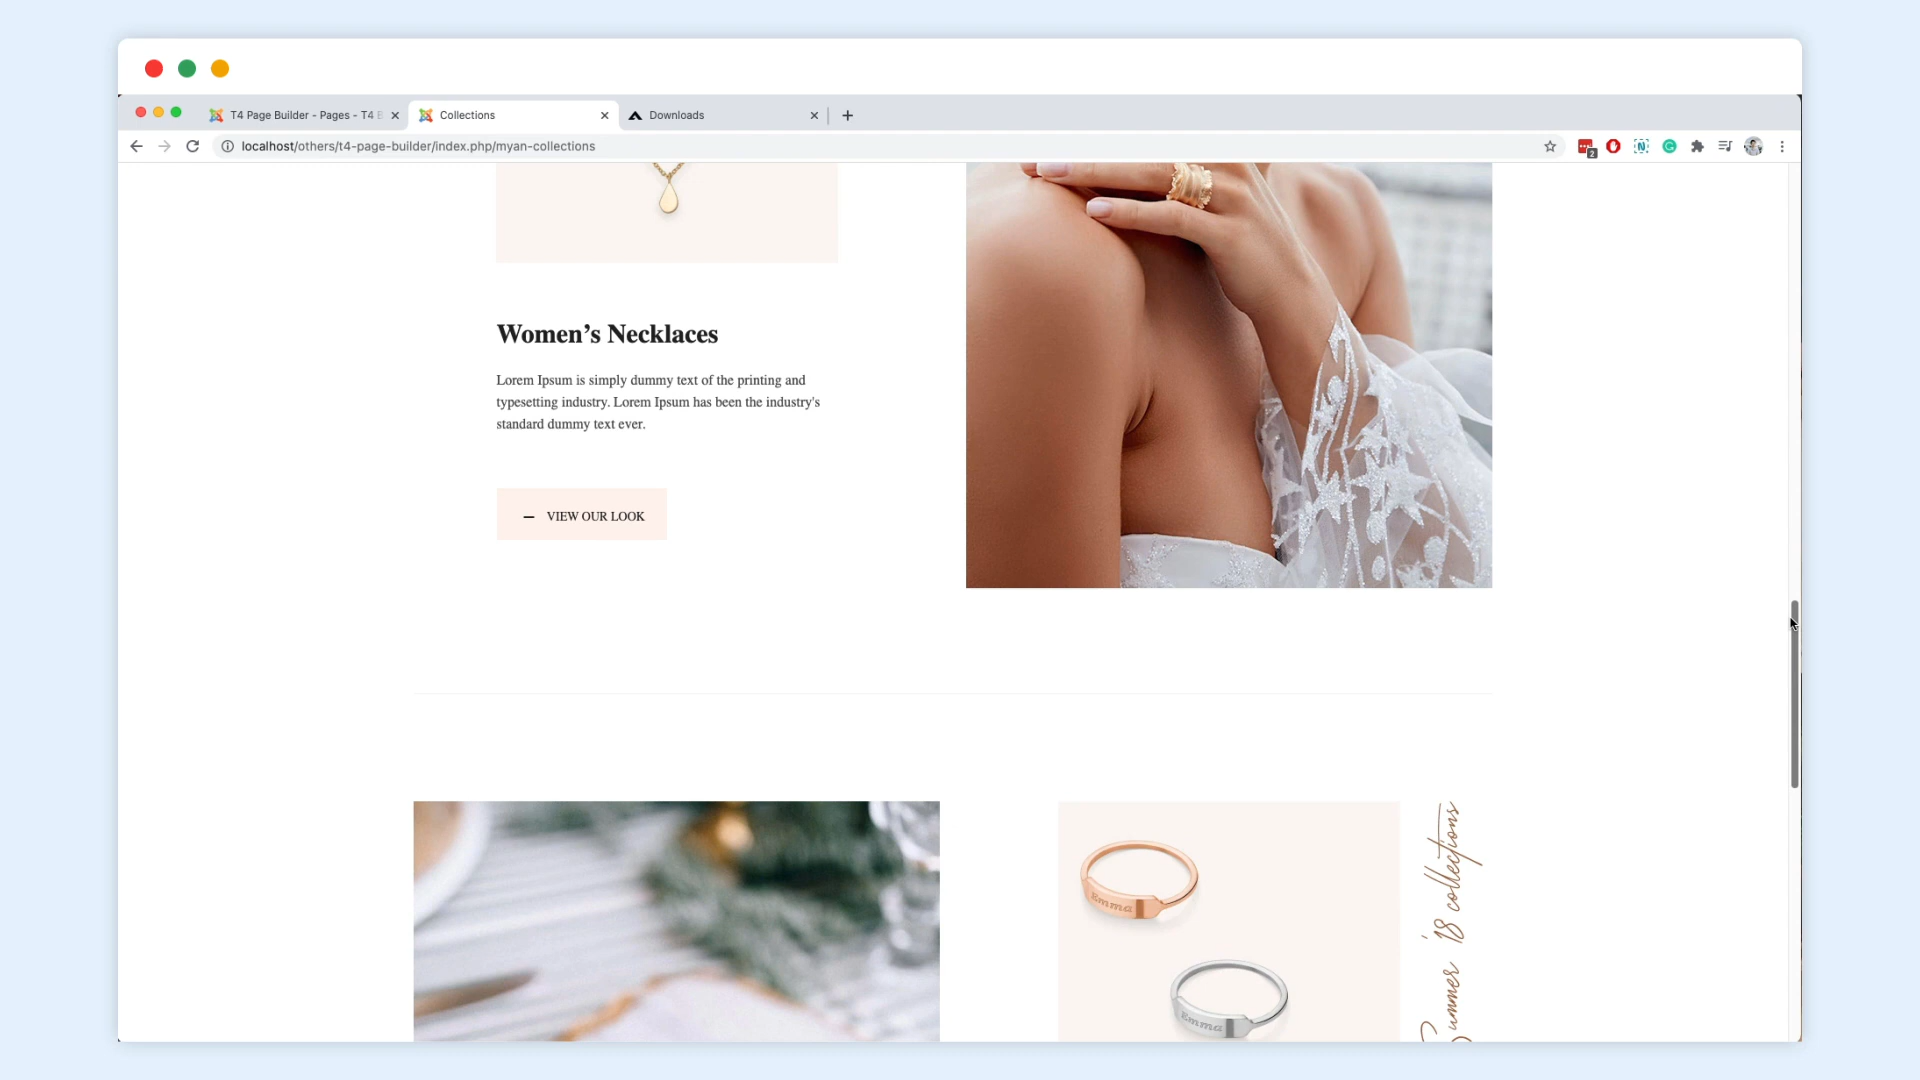 T4 Page Builder - Pages - T4
Collections
Downloads
localhost/others/t4-page-builder/index.php/myan-collections
2
Women’s Necklaces
Lorem Ipsum is simply dummy text of the printing and
typesetting industry. Lorem Ipsum has been the industry's
standard dummy text ever.
VIEW OUR LOOK
Emma
Emma
Summer '18 collections